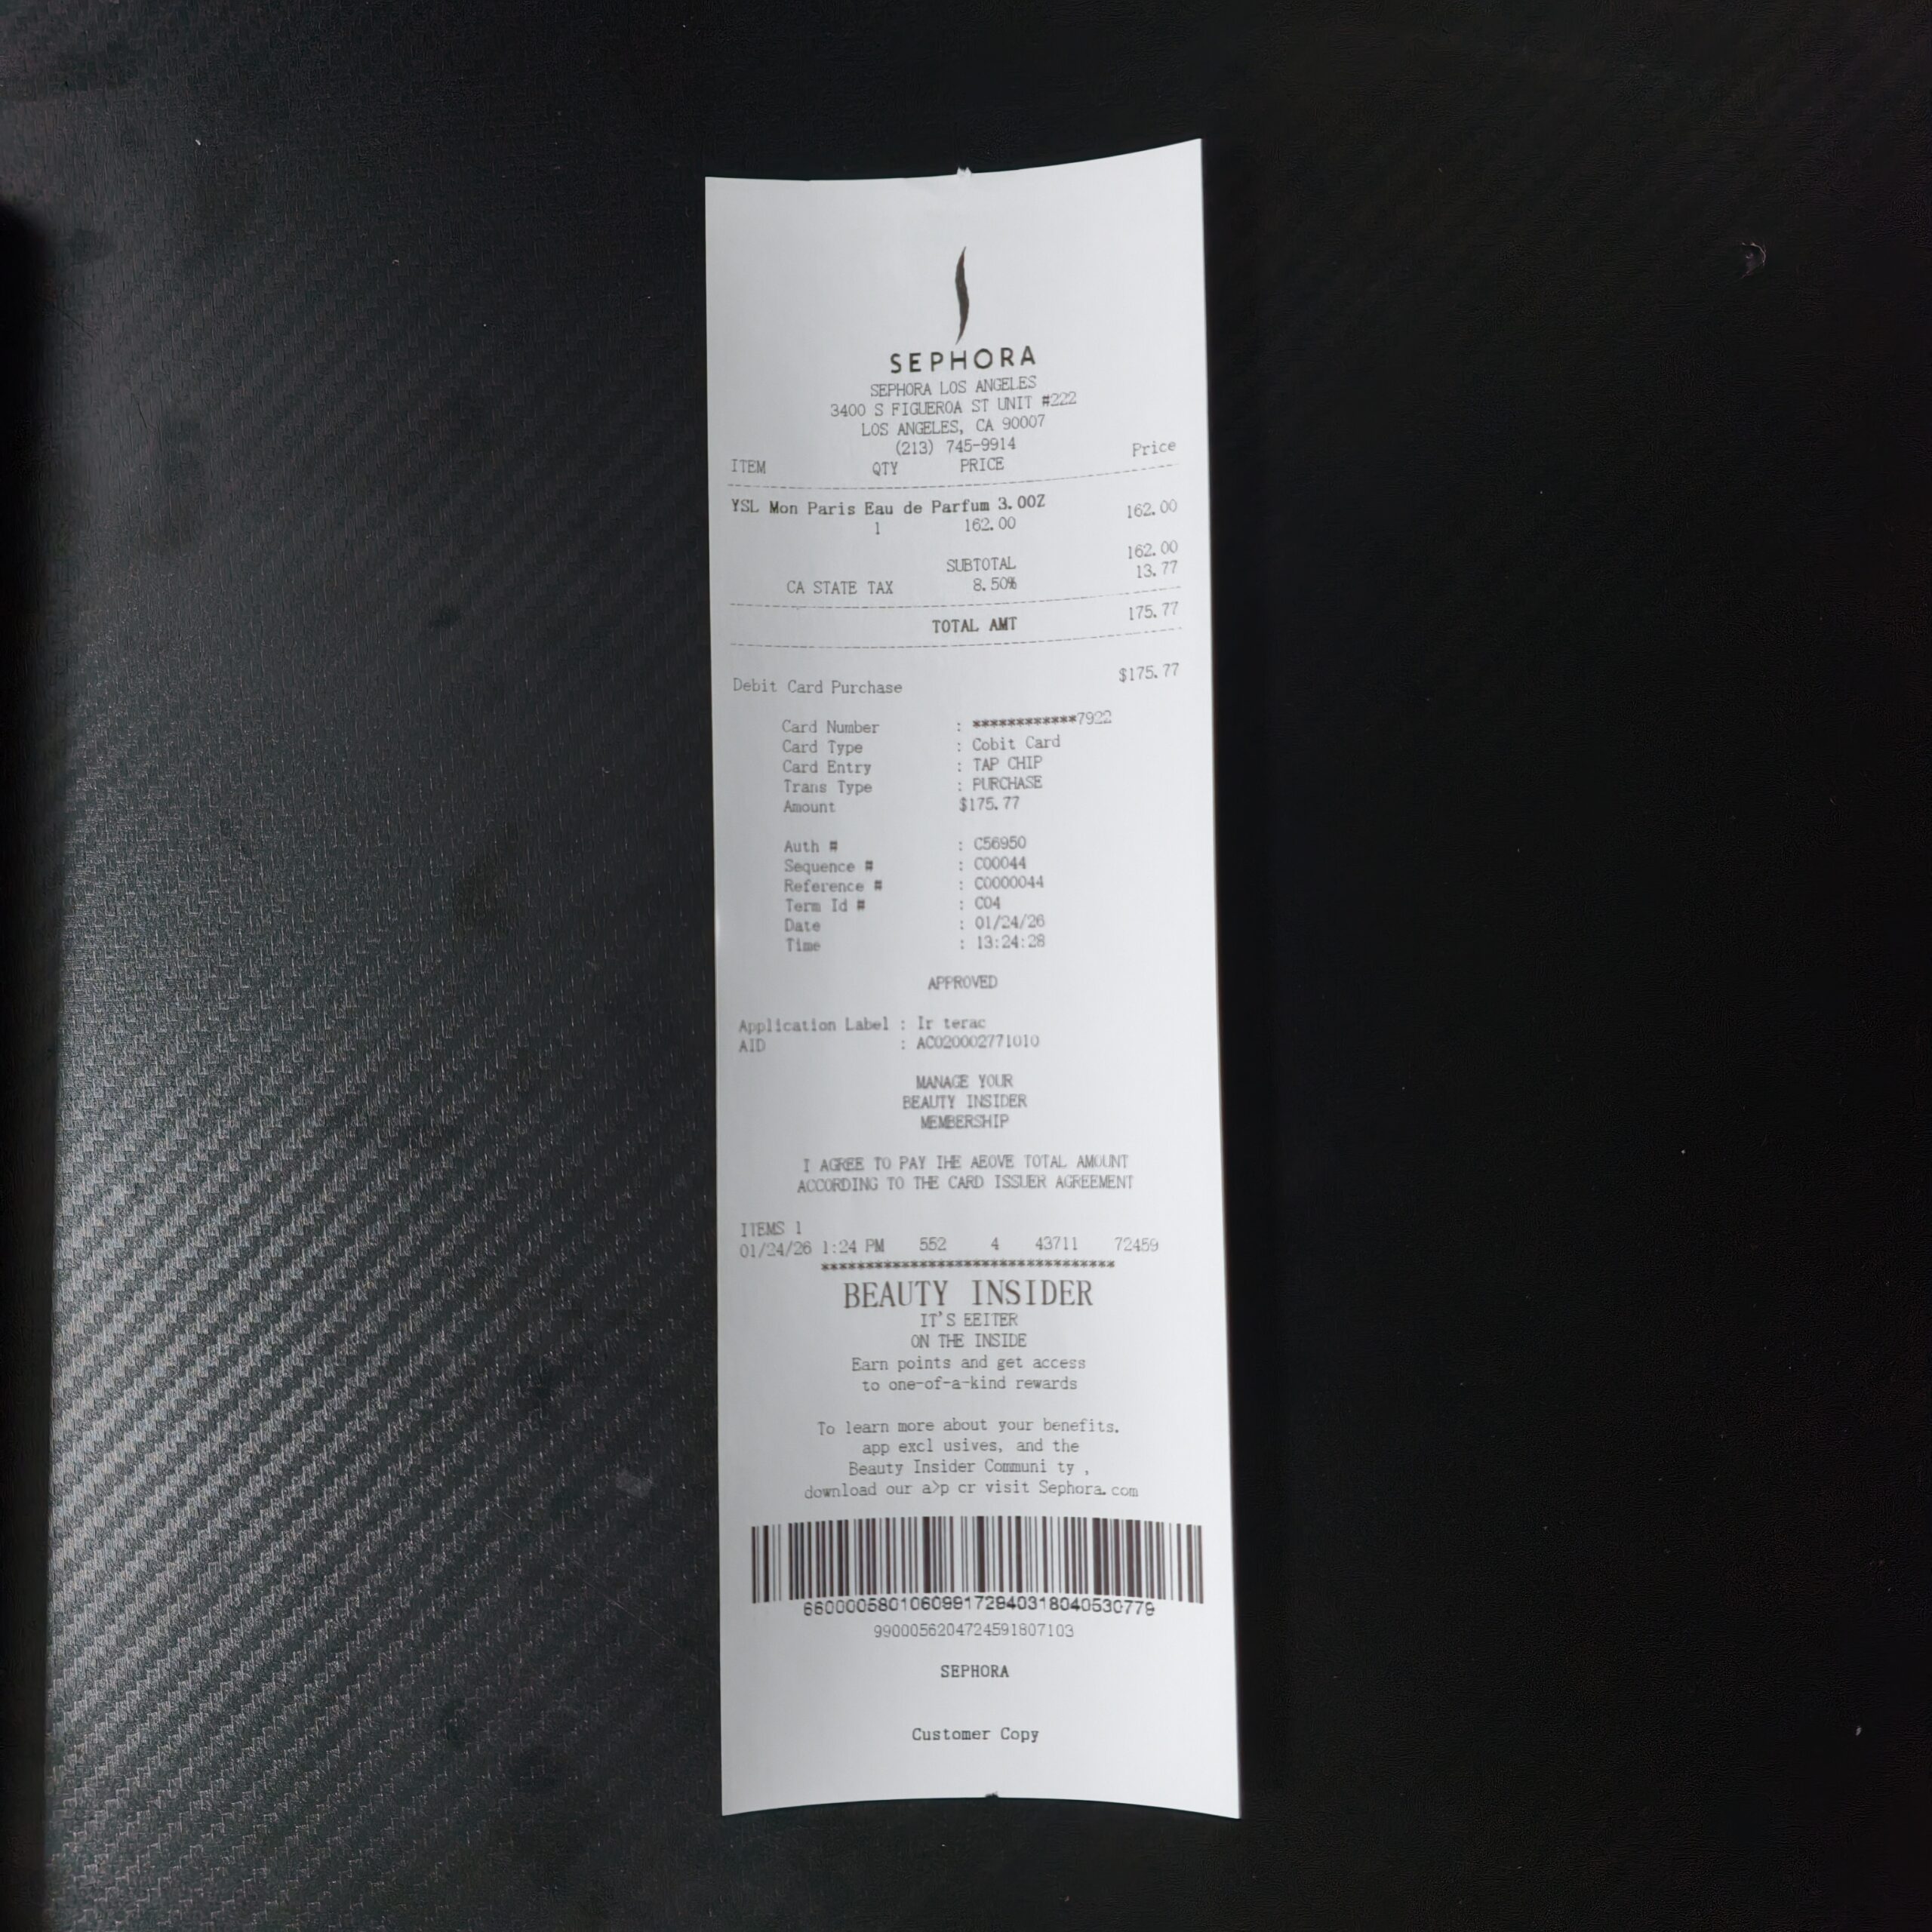 SEPHORA
SEPHORA LOS ANGELES
3400 S FIGUEROA ST UNIT #222
LOS ANGELES, CA 90007
(213) 745-9914
ITEM QTY PRICE Price
YSL Mon Paris Eau de Parfum 3.00Z
1 162.00 162.00
SUBTOTAL 162.00
CA STATE TAX 8.50% 13.77
TOTAL AMT 175.77
Debit Card Purchase $175.77
Card Number : ************7922
Card Type : Cobit Card
Card Entry : TAP CHIP
Trans Type : PURCHASE
Amount $175.77
Auth # : C56950
Sequence # : C00044
Reference # : C0000044
Term Id # : C04
Date : 01/24/26
Time : 13:24:28
APPROVED
Application Label : Ir terac
AID : AC020002771010
MANAGE YOUR
BEAUTY INSIDER
MEMBERSHIP
I AGREE TO PAY IHE AEOVE TOTAL AMOUNT
ACCORDING TO THE CARD ISSUER AGREEMENT
ITEMS 1
01/24/26 1:24 PM 552 4 43711 72459
*********************************
BEAUTY INSIDER
IT'S EEITER
ON THE INSIDE
Earn points and get access
to one-of-a-kind rewards
To learn more about your benefits.
app excl usives, and the
Beauty Insider Communi ty ,
download our a>p cr visit Sephora.com
660000580106099172940318040530779
9900056204724591807103
SEPHORA
Customer Copy